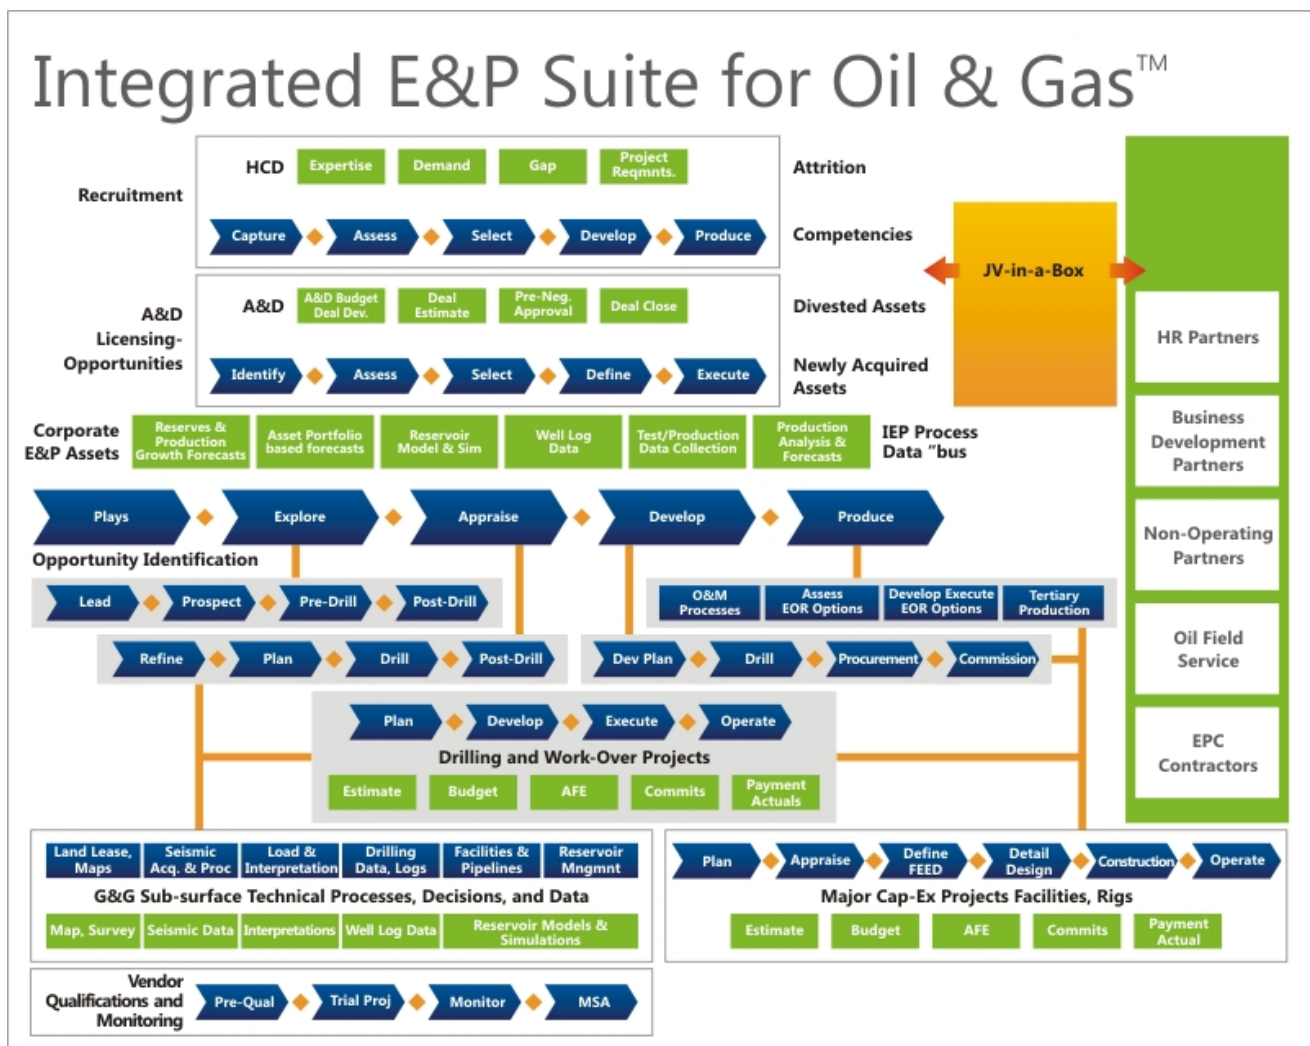 Integrated E&P Suite for Oil & Gas™
Recruitment
HCD
Expertise
Demand
Gap
Project
Reqmnts.
Attrition
Capture
Assess
Select
Develop
Produce
Competencies
JV-in-a-Box
A&D
Licensing-
Opportunities
A&D
A&D Budget
Deal Dev.
Deal
Estimate
Pre-Neg.
Approval
Deal Close
Divested Assets
Identify
Assess
Select
Define
Execute
Newly Acquired
Assets
HR Partners
Business
Development
Partners
Non-Operating
Partners
Oil Field
Service
EPC
Contractors
Corporate
E&P Assets
Reserves &
Production
Growth Forecasts
Asset Portfolio
based forecasts
Reservoir
Model & Sim
Well Log
Data
Test/Production
Data Collection
Production
Analysis &
Forecasts
IEP Process
Data "bus
Plays
Explore
Appraise
Develop
Produce
Opportunity Identification
Lead
Prospect
Pre-Drill
Post-Drill
O&M
Processes
Assess
EOR Options
Develop Execute
EOR Options
Tertiary
Production
Refine
Plan
Drill
Post-Drill
Dev Plan
Drill
Procurement
Commission
Plan
Develop
Execute
Operate
Drilling and Work-Over Projects
Estimate
Budget
AFE
Commits
Payment
Actuals
Land Lease,
Maps
Seismic
Acq. & Proc
Load &
Interpretation
Drilling
Data, Logs
Facilities &
Pipelines
Reservoir
Mngmnt
G&G Sub-surface Technical Processes, Decisions, and Data
Map, Survey
Seismic Data
Interpretations
Well Log Data
Reservoir Models &
Simulations
Plan
Appraise
Define
FEED
Detail
Design
Construction
Operate
Major Cap-Ex Projects Facilities, Rigs
Estimate
Budget
AFE
Commits
Payment
Actual
Vendor
Qualifications and
Monitoring
Pre-Qual
Trial Proj
Monitor
MSA